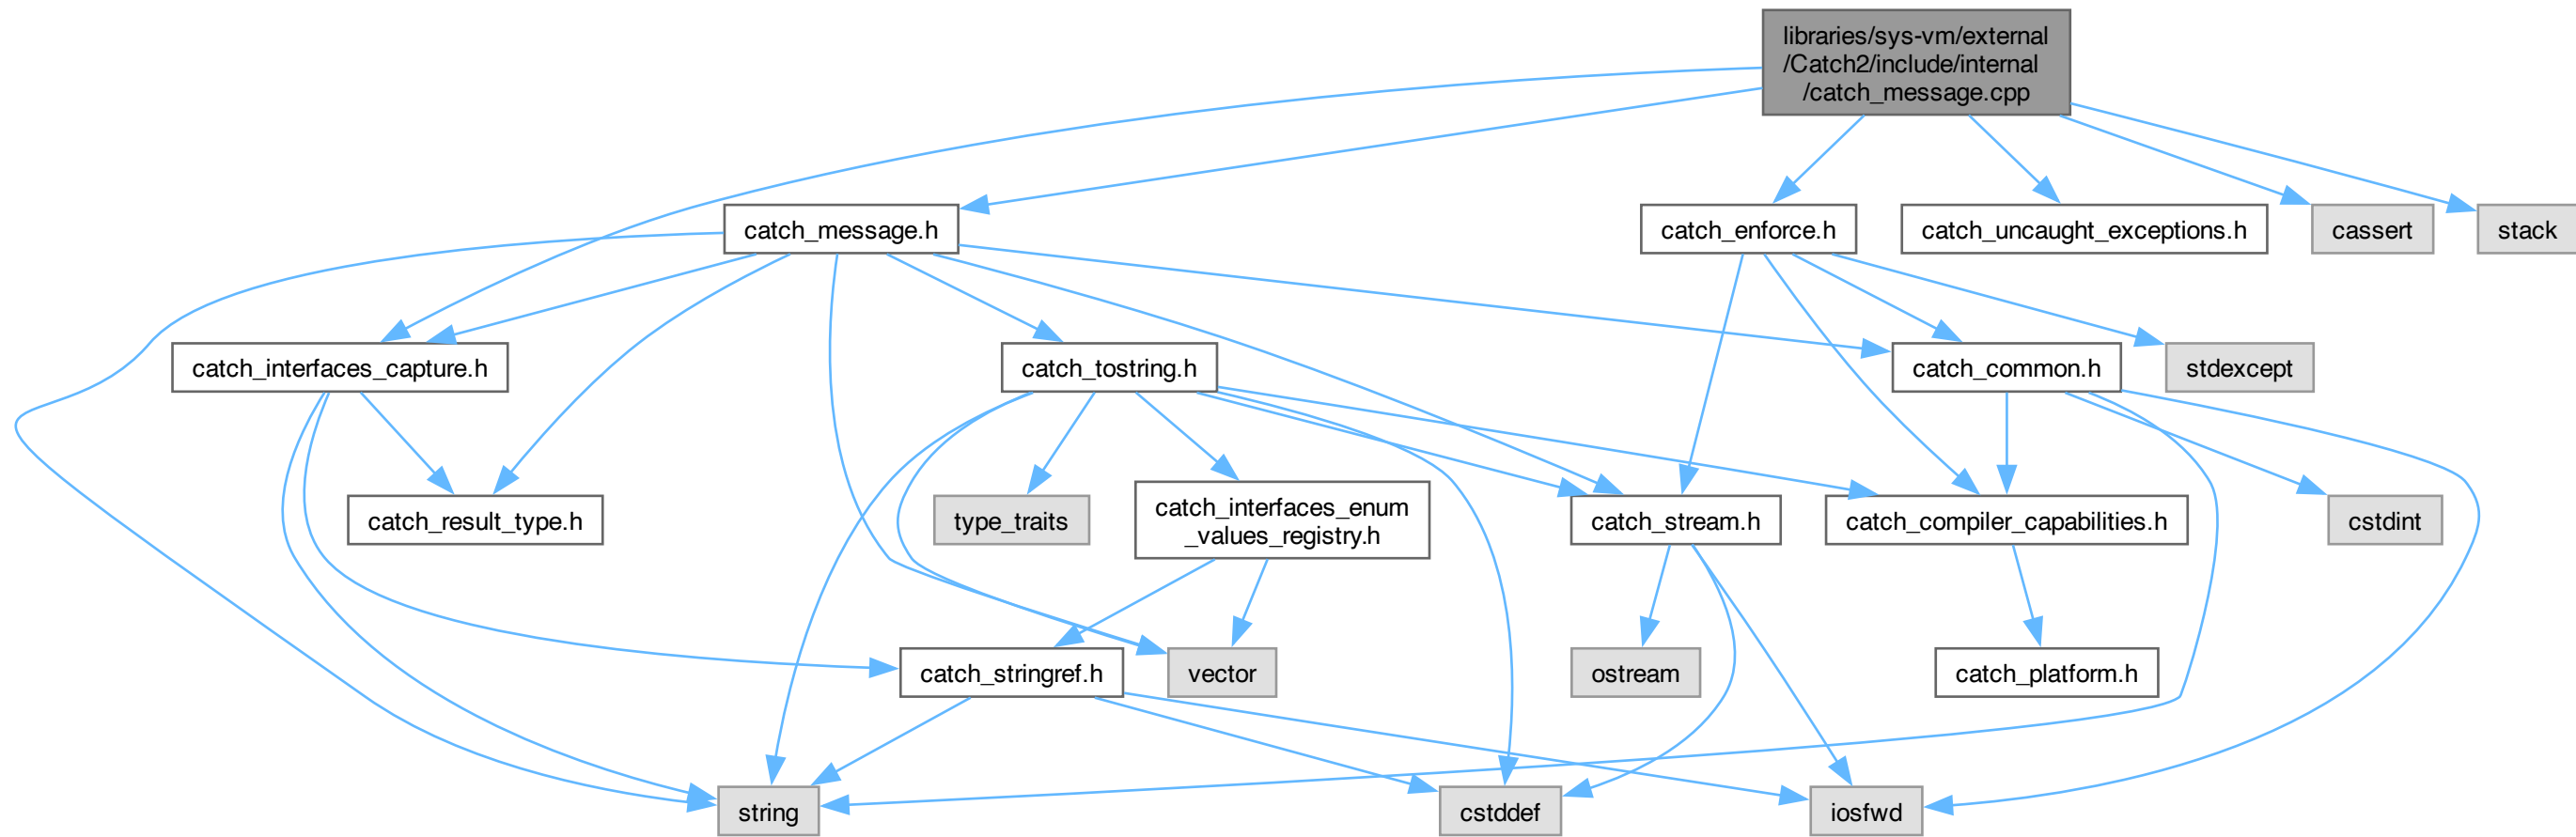 libraries/sys-vm/external
/Catch2/include/internal
/catch_message.cpp
catch_message.h
catch_enforce.h
catch_uncaught_exceptions.h
cassert
stack
catch_interfaces_capture.h
catch_tostring.h
catch_common.h
stdexcept
catch_result_type.h
type_traits
catch_interfaces_enum
_values_registry.h
catch_stream.h
catch_compiler_capabilities.h
cstdint
catch_stringref.h
vector
ostream
catch_platform.h
string
cstddef
iosfwd